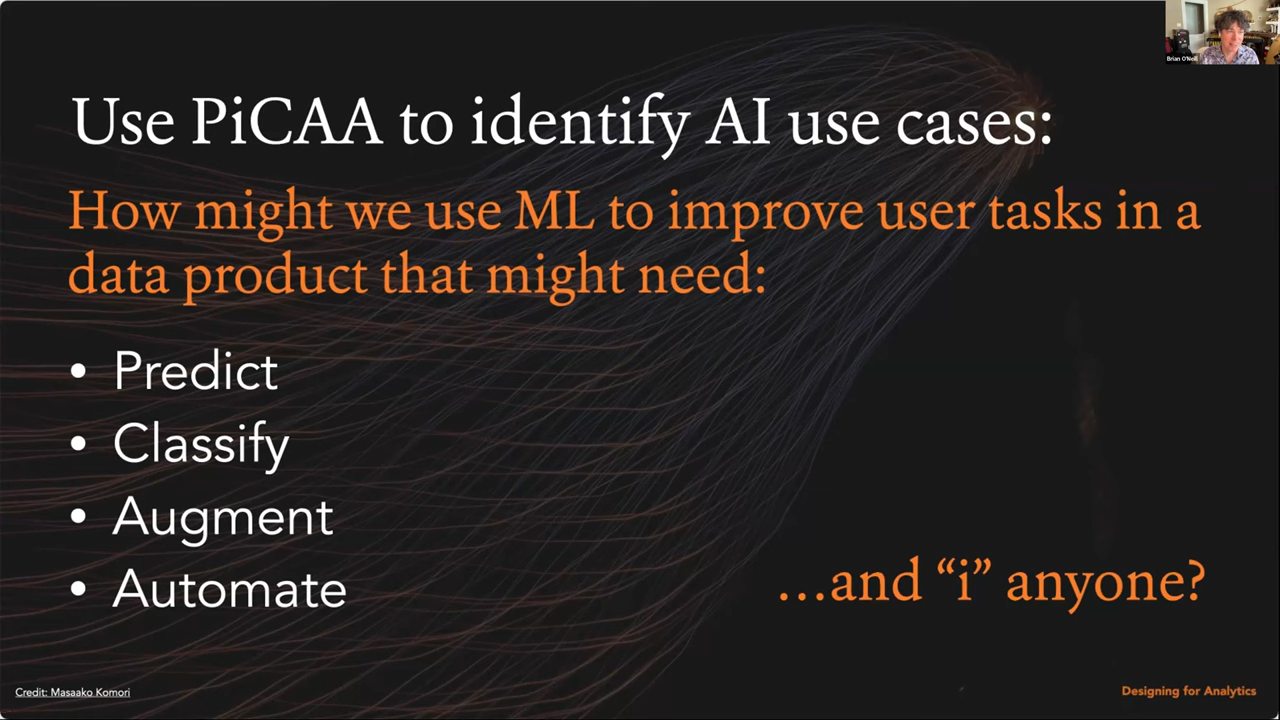 Brian O'Neill
Use PiCAA to identify AI use cases:
How might we use ML to improve user tasks in a
data product that might need:
• Predict
• Classify
• Augment
• Automate
…and “i” anyone?
Credit: Masaako Komori
Designing for Analytics